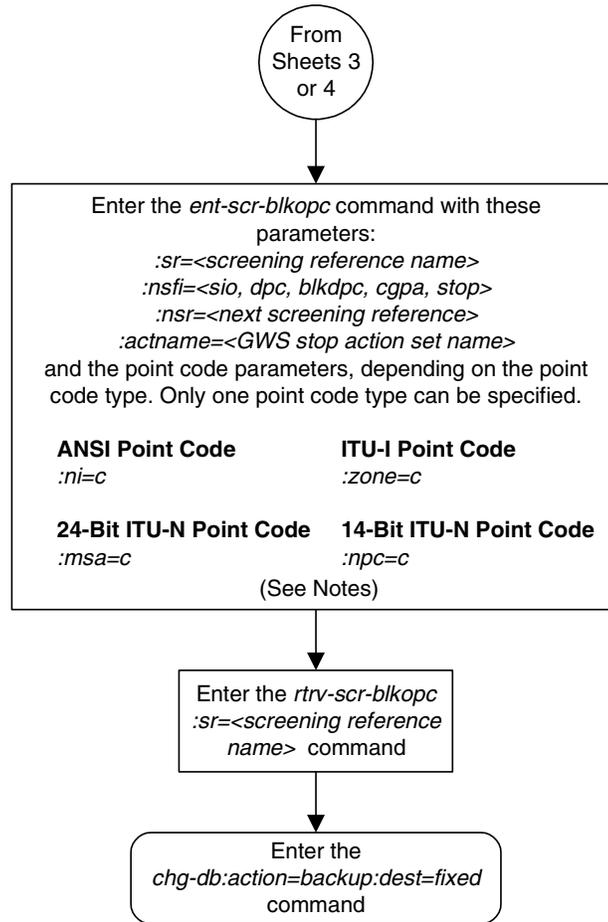 From
Sheets 3
or 4
Enter the ent-scr-blkopc command with these
parameters:
:sr=<screening reference name>
:nsfi=<sio, dpc, blkdpc, cgpa, stop>
:nsr=<next screening reference>
:actname=<GWS stop action set name>
and the point code parameters, depending on the point
code type. Only one point code type can be specified.
ANSI Point Code
:ni=c
ITU-I Point Code
:zone=c
24-Bit ITU-N Point Code
:msa=c
14-Bit ITU-N Point Code
:npc=c
(See Notes)
Enter the rtrv-scr-blkopc
:sr=<screening reference
name> command
Enter the
chg-db:action=backup:dest=fixed
command